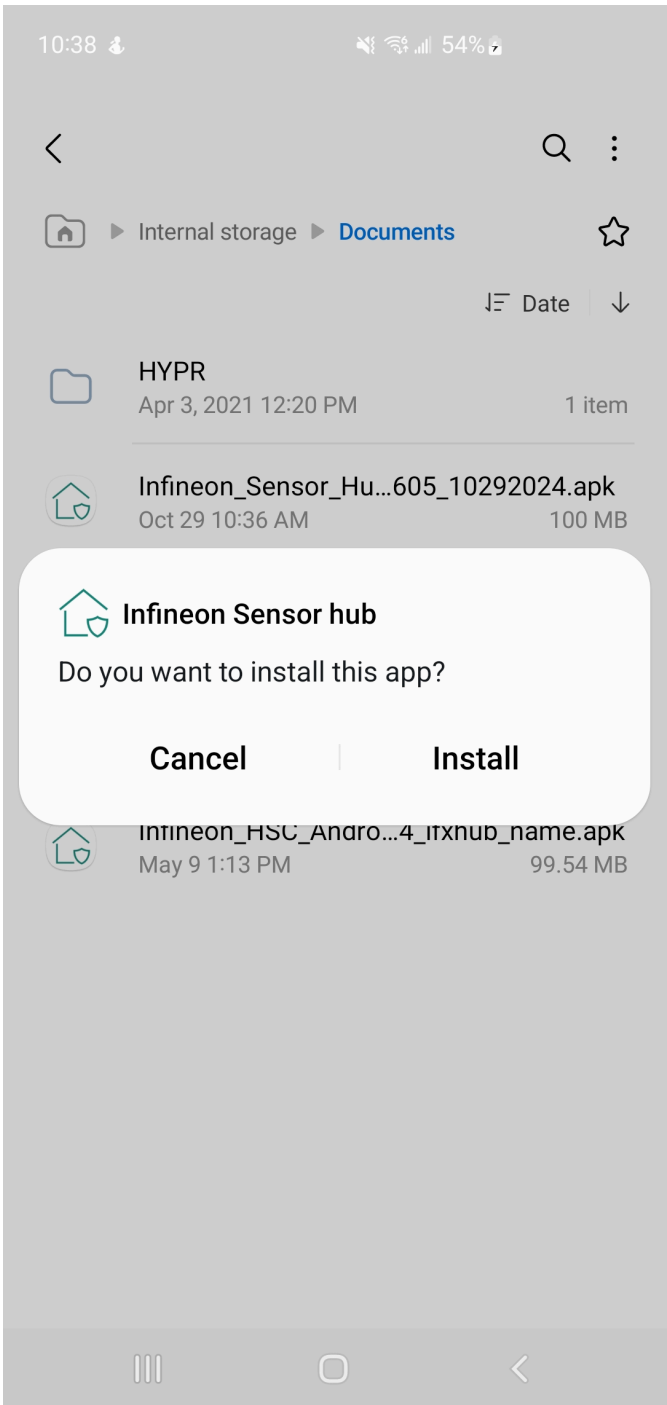 10:38
54%
Internal storage
Documents
Date
HYPR
Apr 3, 2021 12:20 PM
1 item
Infineon_Sensor_Hu...605_10292024.apk
Oct 29 10:36 AM
100 MB
Infineon Sensor hub
Do you want to install this app?
Cancel
Install
Infineon_HSC_Andro...4_ifxhub_name.apk
May 9 1:13 PM
99.54 MB